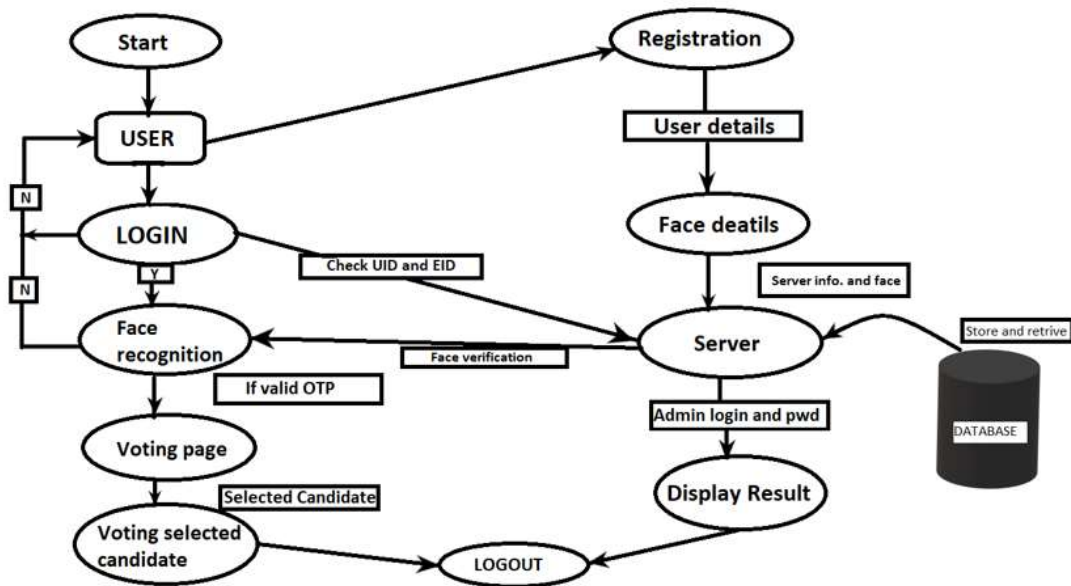 Start
Registration
USER
User details
N
LOGIN
Face deatils
Check UID and EID
Y
N
Server info. and face
Face
recognition
Server
Store and retrive
Face verification
If valid OTP
Admin login and pwd
DATABASE
Voting page
Selected Candidate
Display Result
Voting selected
candidate
LOGOUT